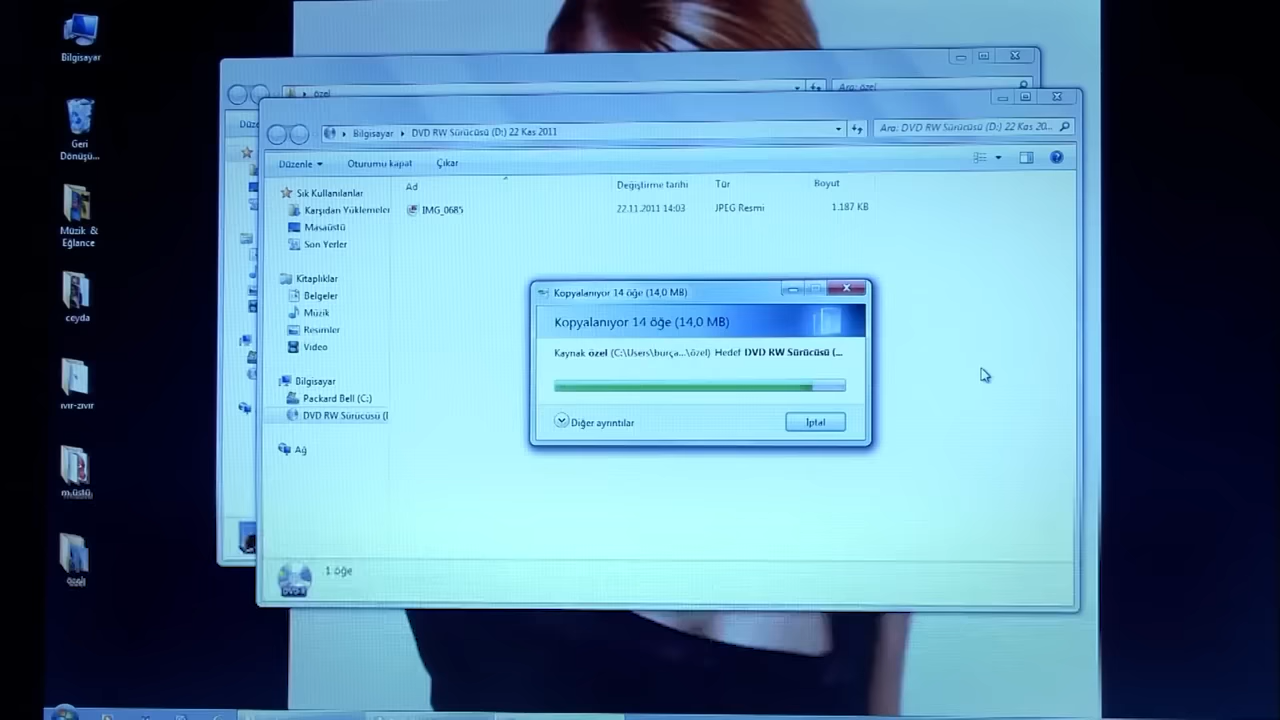 Bilgisayar
Geri
Dönüşü...
Müzik &
Eğlance
ceyda
ıvır-zıvır
m.üstü
özel
özel
Ara: özel
Düze
Bilgisayar
DVD RW Sürücüsü (D:) 22 Kas 2011
Ara: DVD RW Sürücüsü (D:) 22 Kas 20...
Düzenle
Oturumu kapat
Çıkar
Sık Kullanılanlar
Karşıdan Yüklemeler
Masaüstü
Son Yerler
Kitaplıklar
Belgeler
Müzik
Resimler
Video
Bilgisayar
Packard Bell (C:)
DVD RW Sürücüsü (I
Ağ
Ad
Değiştirme tarihi
Tür
Boyut
IMG_0685
22.11.2011 14:03
JPEG Resmi
1.187 KB
Kopyalanıyor 14 öğe (14,0 MB)
Kopyalanıyor 14 öğe (14,0 MB)
Kaynak özel (C:\Users\burça...\özel) Hedef DVD RW Sürücüsü (...
Diğer ayrıntılar
İptal
1 öğe
DVD-R